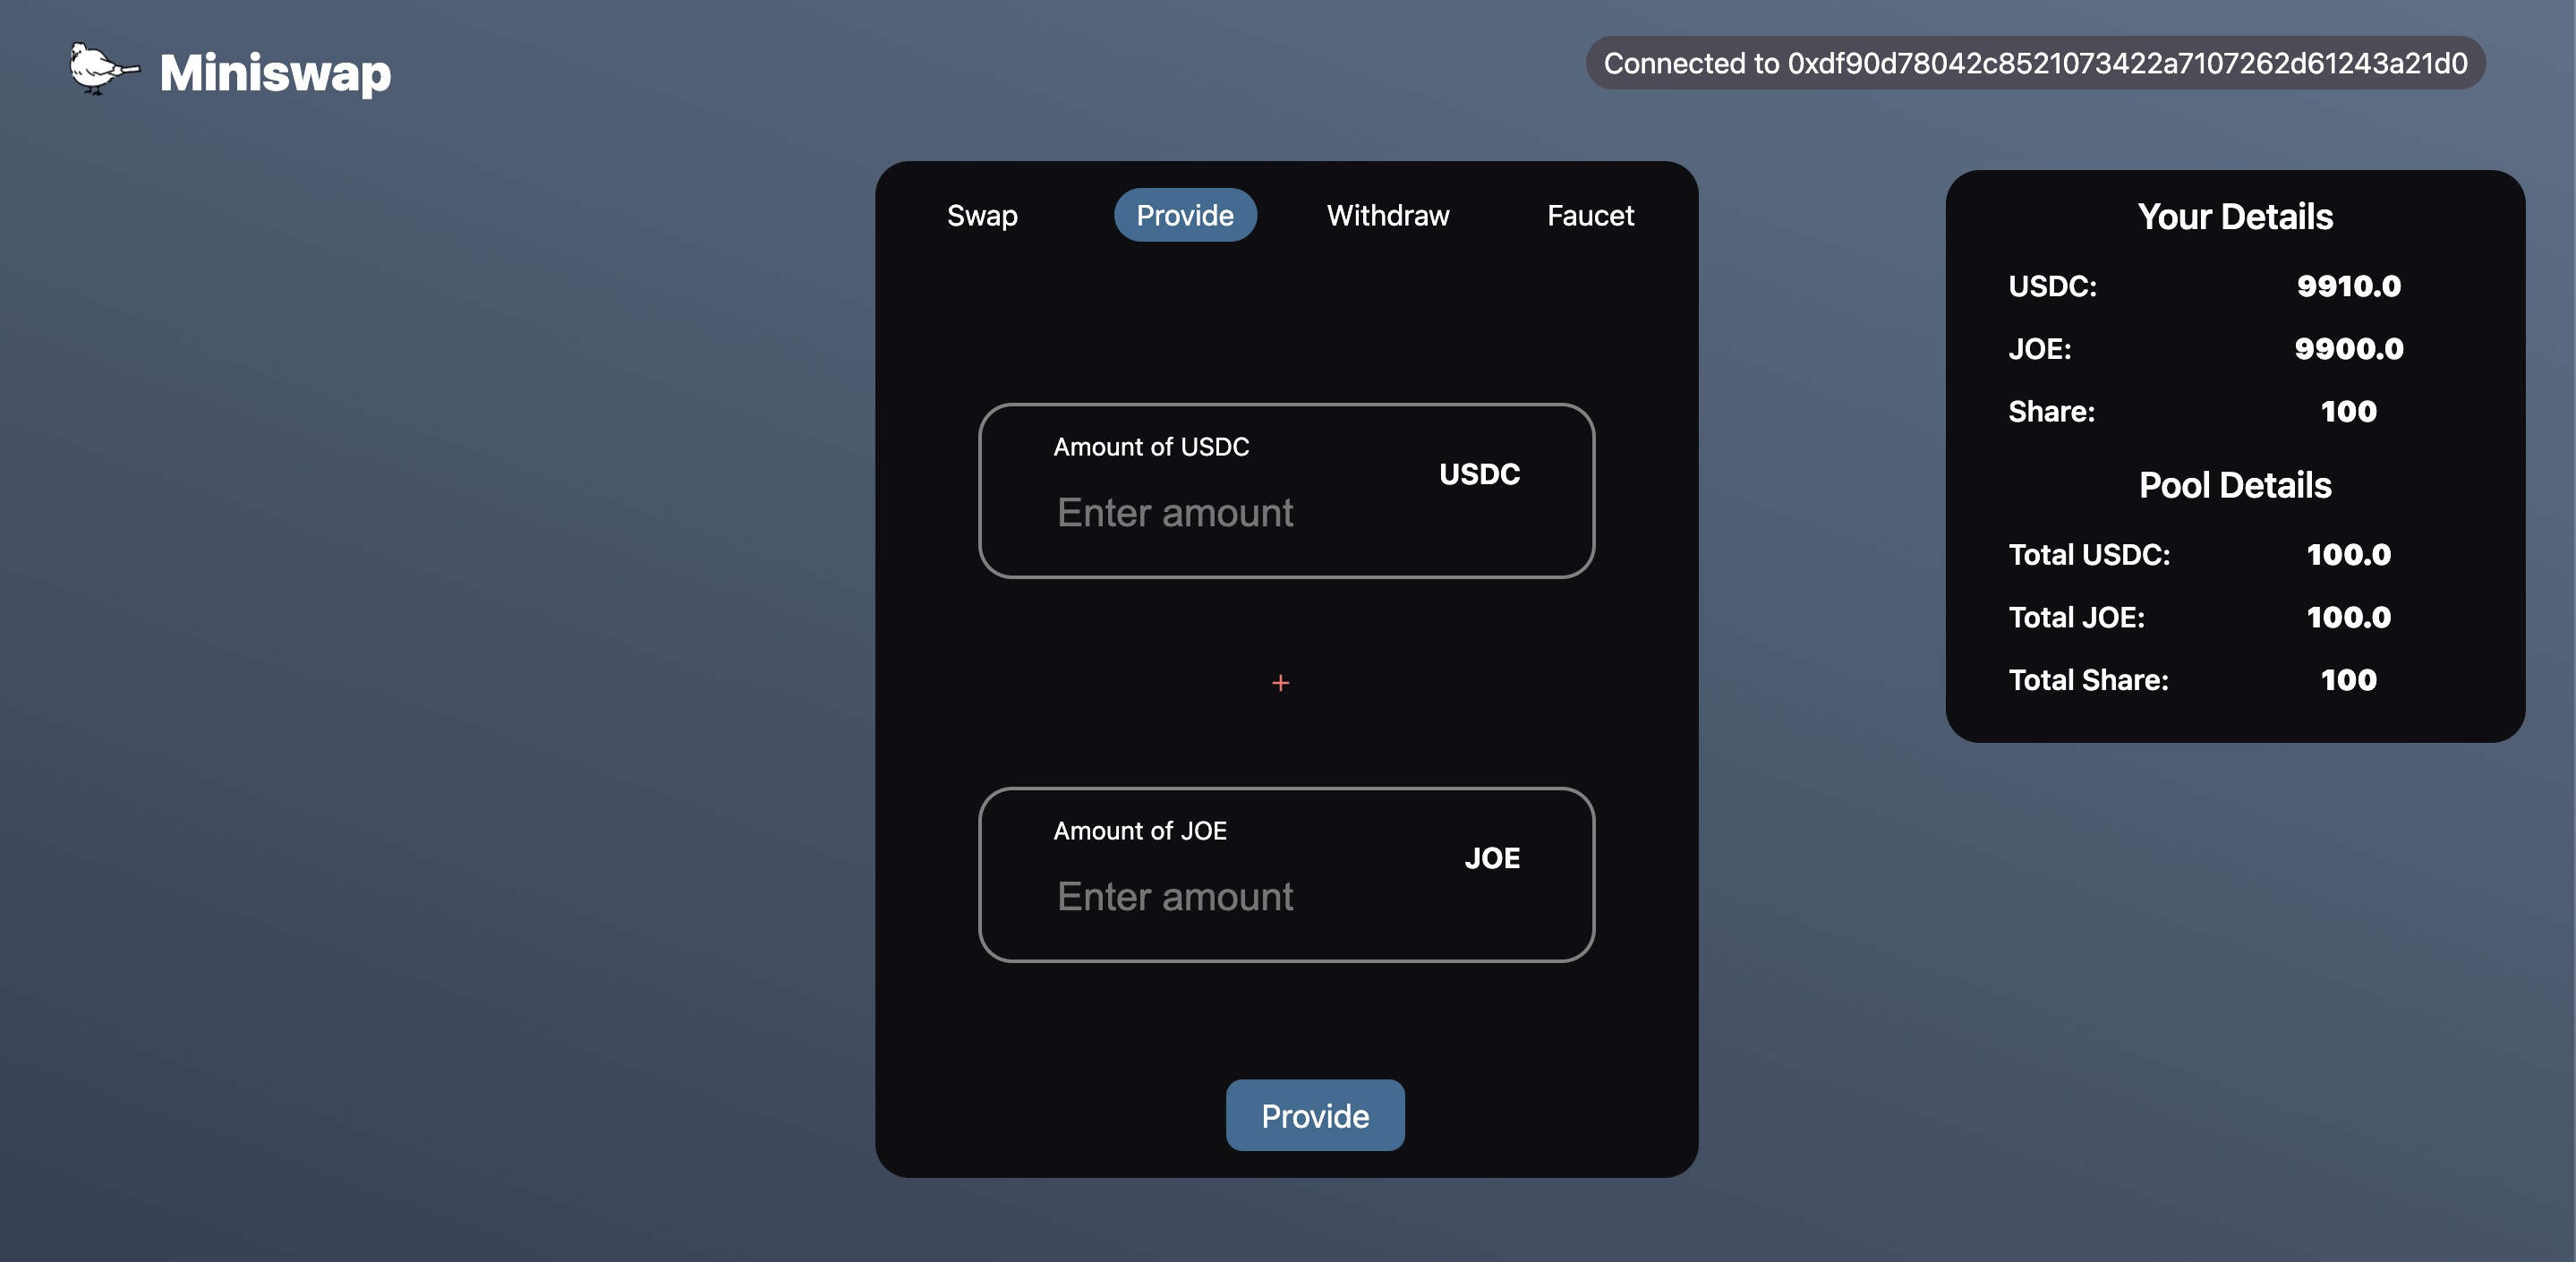 Miniswap
Connected to 0xdf90d78042c8521073422a7107262d61243a21d0
Swap Provide Withdraw Faucet
Amount of USDC
USDC
Enter amount
+
Amount of JOE
JOE
Enter amount
Provide
Your Details
USDC: 9910.0
JOE: 9900.0
Share: 100
Pool Details
Total USDC: 100.0
Total JOE: 100.0
Total Share: 100